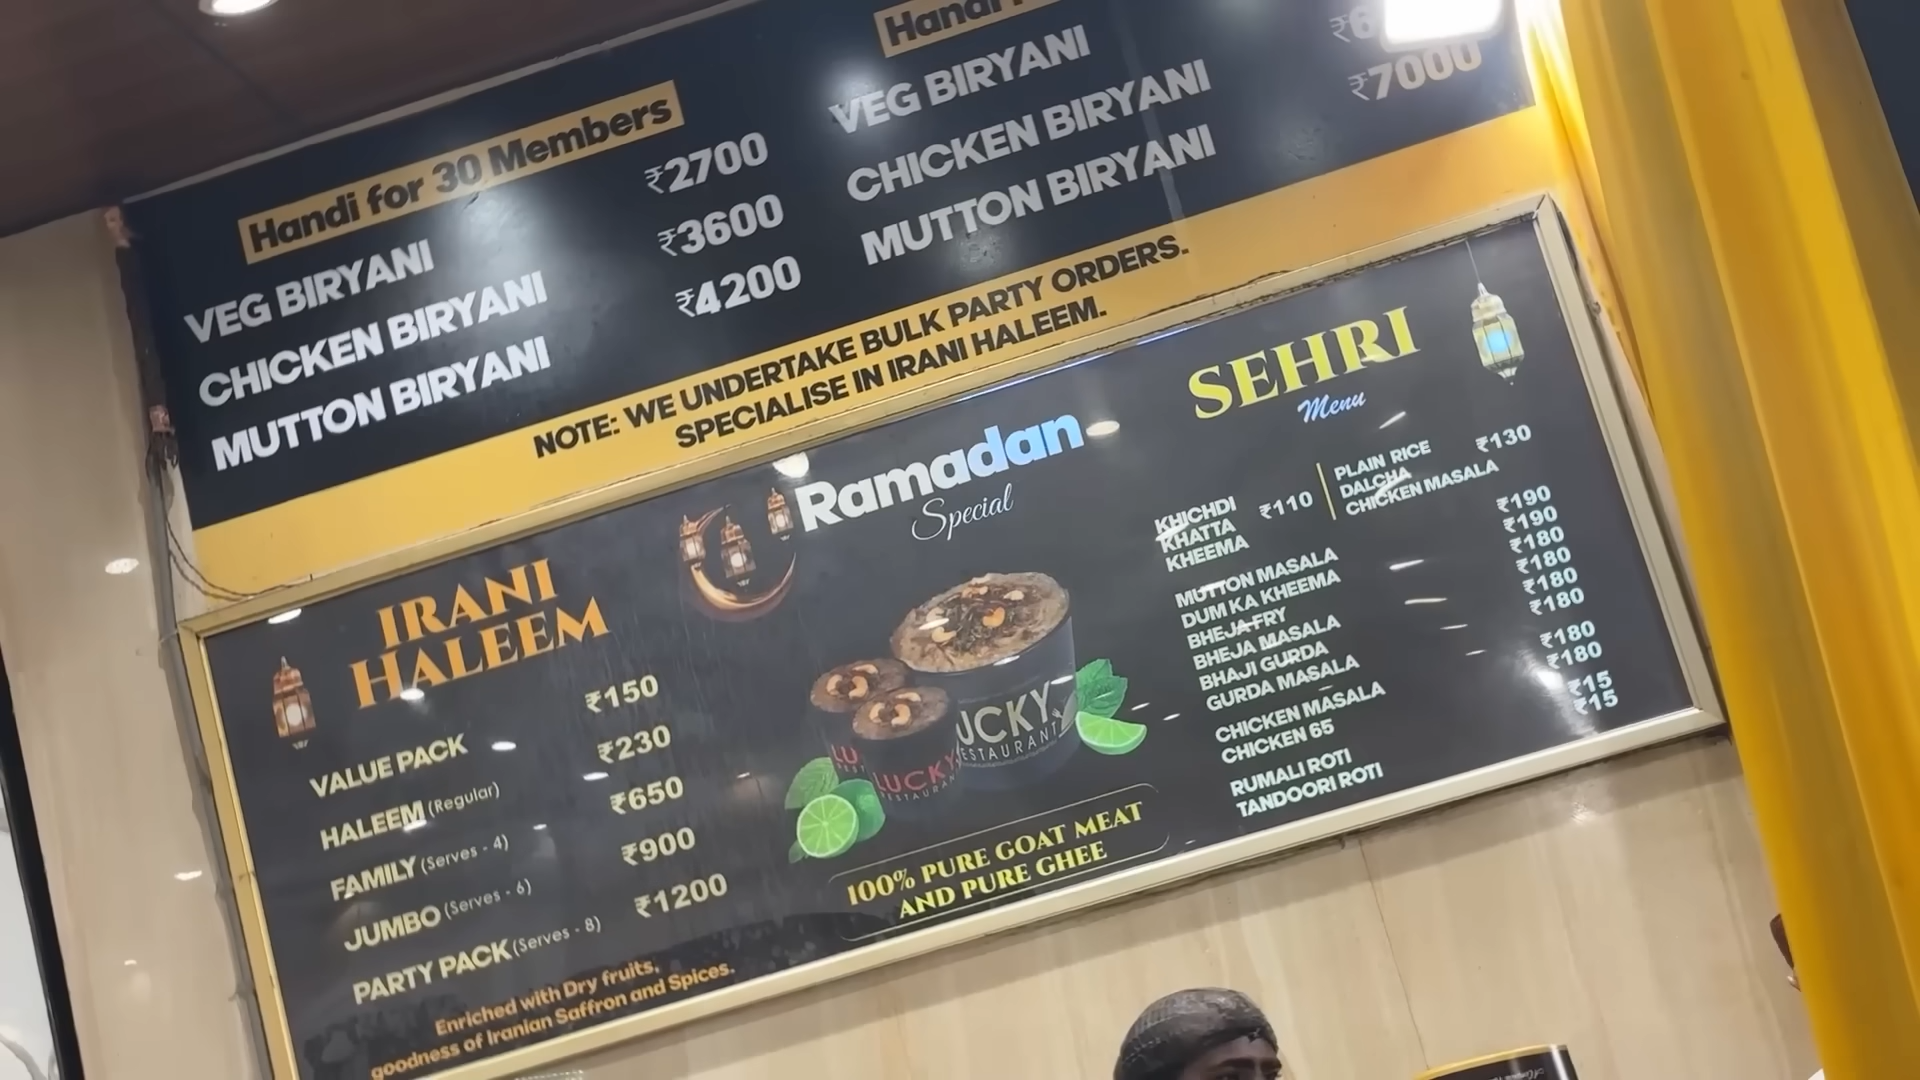 Handi for 30 Members
VEG BIRYANI ₹2700
CHICKEN BIRYANI ₹3600
MUTTON BIRYANI ₹4200
Handi
VEG BIRYANI
CHICKEN BIRYANI
MUTTON BIRYANI ₹7000
NOTE: WE UNDERTAKE BULK PARTY ORDERS.
SPECIALISE IN IRANI HALEEM.
IRANI
HALEEM
VALUE PACK ₹150
HALEEM (Regular) ₹230
FAMILY (Serves - 4) ₹650
JUMBO (Serves - 6) ₹900
PARTY PACK (Serves - 8) ₹1200
Enriched with Dry fruits,
goodness of Iranian Saffron and Spices.
Ramadan
Special
LUCKY
UCKY
ESTAURANT
100% PURE GOAT MEAT
AND PURE GHEE
SEHRI
Menu
KHICHDI
KHATTA ₹110
KHEEMA
PLAIN RICE
DALCHA ₹130
CHICKEN MASALA
MUTTON MASALA ₹190
DUM KA KHEEMA ₹190
BHEJA FRY ₹180
BHEJA MASALA ₹180
BHAJI GURDA ₹180
GURDA MASALA ₹180
CHICKEN MASALA ₹180
CHICKEN 65 ₹180
RUMALI ROTI ₹15
TANDOORI ROTI ₹15